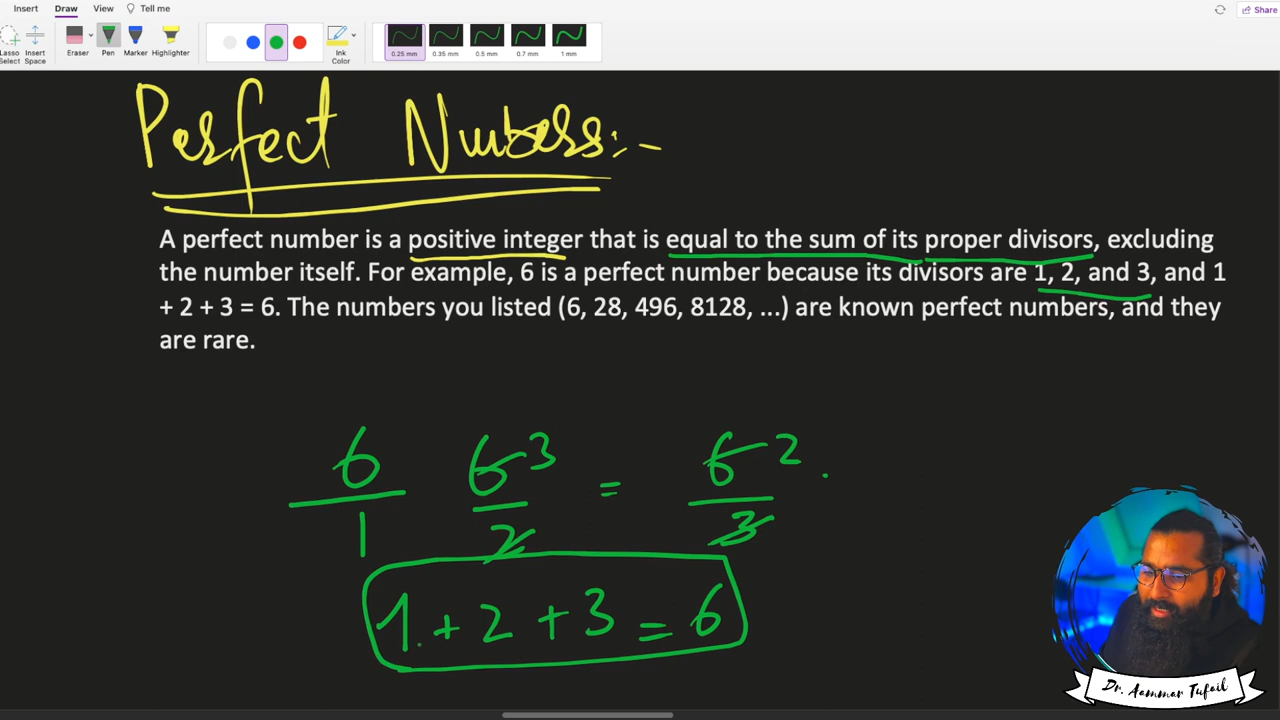 Insert Draw View Tell me
Share
Lasso Select Insert Space Eraser Pen Marker Highlighter Ink Color 0.25 mm 0.35 mm 0.5 mm 0.7 mm 1 mm
Perfect Numbers:-
A perfect number is a positive integer that is equal to the sum of its proper divisors, excluding
the number itself. For example, 6 is a perfect number because its divisors are 1, 2, and 3, and 1
+ 2 + 3 = 6. The numbers you listed (6, 28, 496, 8128, ...) are known perfect numbers, and they
are rare.
6 6 3 = 6 2 .
1 2 3
1 + 2 + 3 = 6
Dr. Aammar Tufail